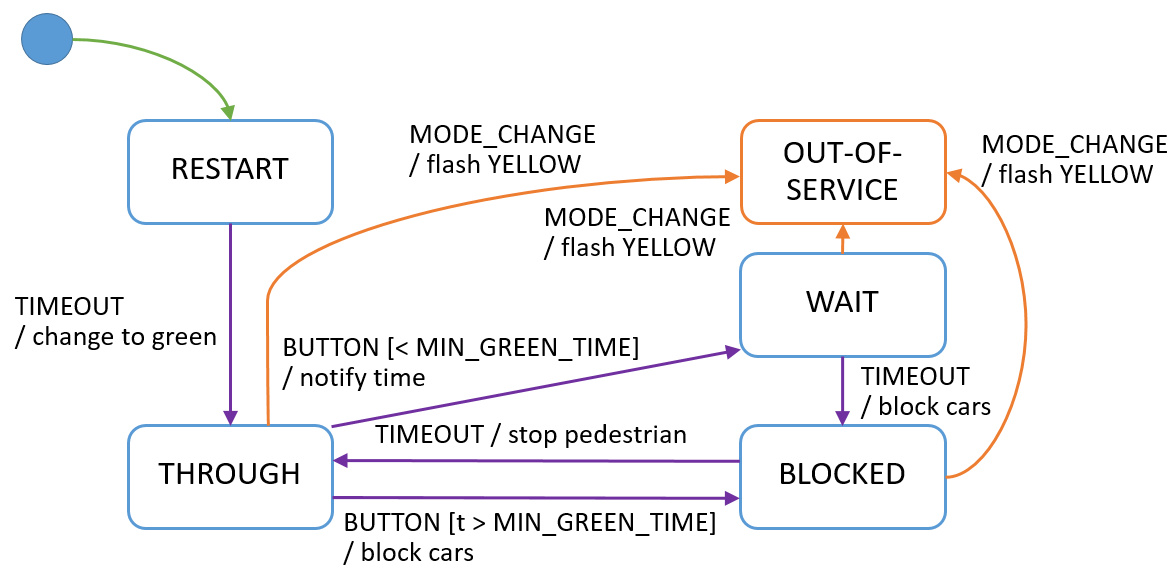 RESTART
MODE_CHANGE
/ flash YELLOW
OUT-OF-
SERVICE
MODE_CHANGE
/ flash YELLOW
MODE_CHANGE
/ flash YELLOW
WAIT
TIMEOUT
/ change to green
BUTTON [< MIN_GREEN_TIME]
/ notify time
TIMEOUT
/ block cars
TIMEOUT / stop pedestrian
THROUGH
BLOCKED
BUTTON [t > MIN_GREEN_TIME]
/ block cars